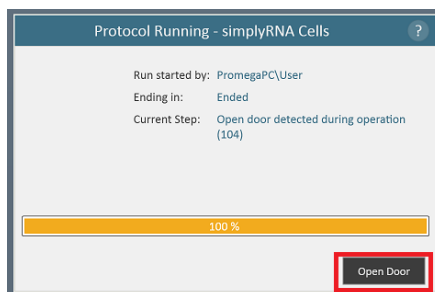 Protocol Running - simplyRNA Cells ?
Run started by: PromegaPC\User
Ending in: Ended
Current Step: Open door detected during operation
(104)
100 %
Open Door